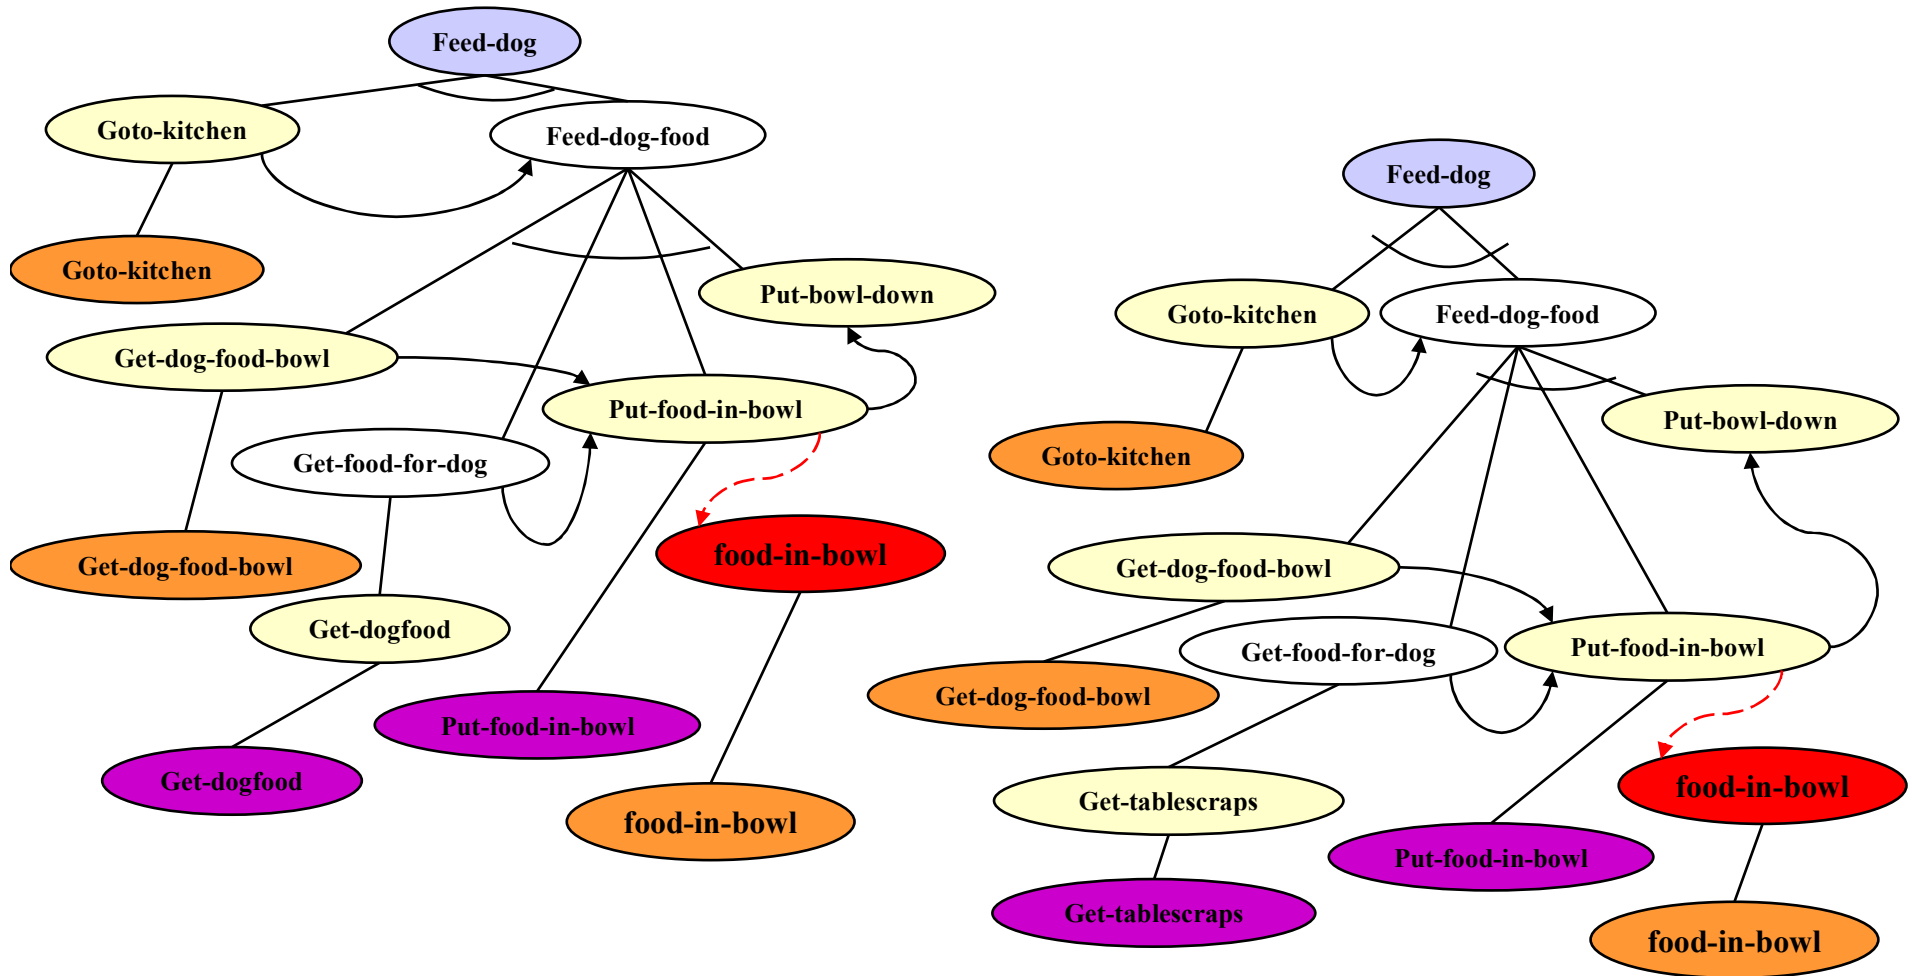 Feed-dog
Goto-kitchen
Feed-dog-food
Goto-kitchen
Put-bowl-down
Get-dog-food-bowl
Put-food-in-bowl
Get-food-for-dog
food-in-bowl
Get-dog-food-bowl
Get-dogfood
Put-food-in-bowl
Get-dogfood
food-in-bowl
Feed-dog
Goto-kitchen
Feed-dog-food
Put-bowl-down
Goto-kitchen
Get-dog-food-bowl
Put-food-in-bowl
Get-food-for-dog
Get-dog-food-bowl
food-in-bowl
Get-tablescraps
Put-food-in-bowl
Get-tablescraps
food-in-bowl